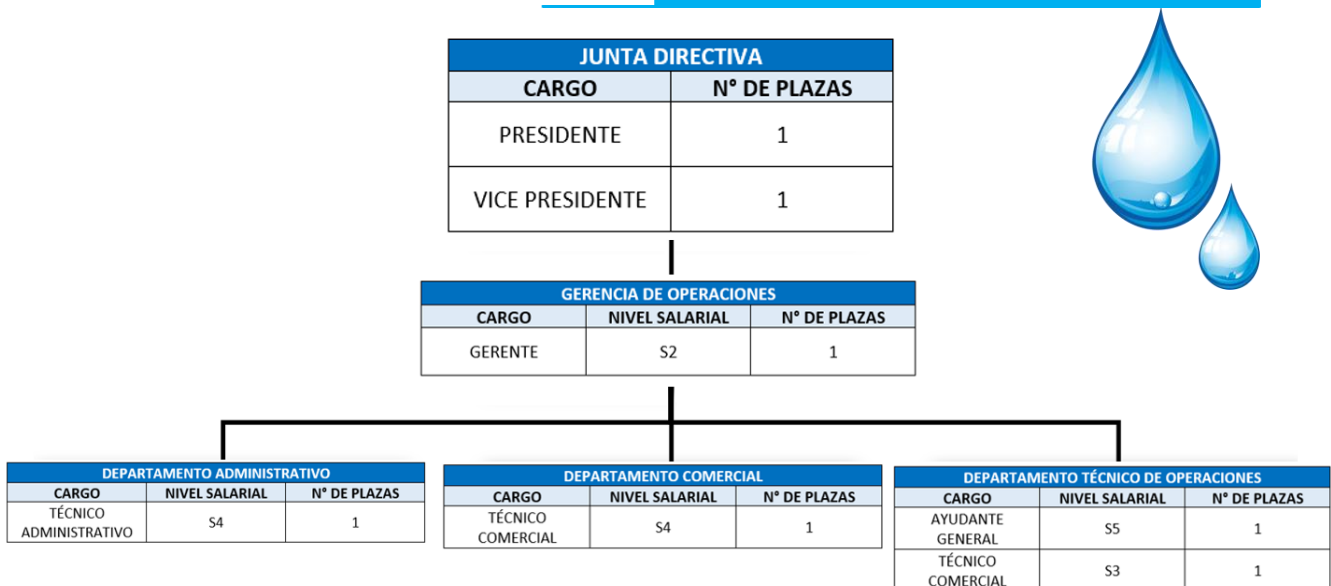 JUNTA DIRECTIVA
CARGO N° DE PLAZAS
PRESIDENTE 1
VICE PRESIDENTE 1
GERENCIA DE OPERACIONES
CARGO NIVEL SALARIAL N° DE PLAZAS
GERENTE S2 1
DEPARTAMENTO ADMINISTRATIVO
CARGO NIVEL SALARIAL N° DE PLAZAS
TÉCNICO
ADMINISTRATIVO S4 1
DEPARTAMENTO COMERCIAL
CARGO NIVEL SALARIAL N° DE PLAZAS
TÉCNICO
COMERCIAL S4 1
DEPARTAMENTO TÉCNICO DE OPERACIONES
CARGO NIVEL SALARIAL N° DE PLAZAS
AYUDANTE
GENERAL S5 1
TÉCNICO
COMERCIAL S3 1